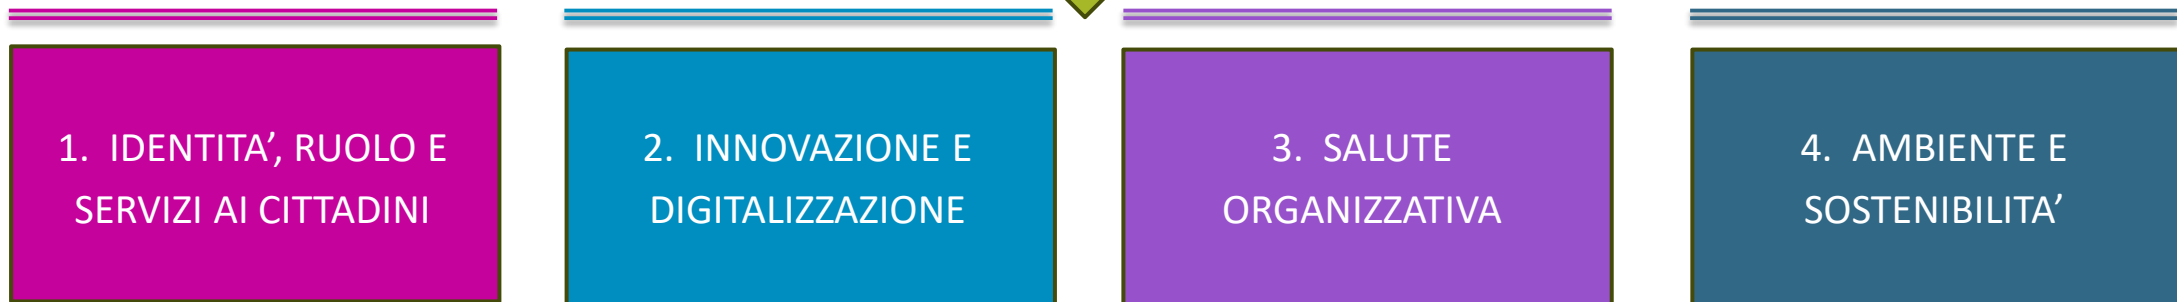 1. IDENTITA’, RUOLO E
SERVIZI AI CITTADINI
2. INNOVAZIONE E
DIGITALIZZAZIONE
3. SALUTE
ORGANIZZATIVA
4. AMBIENTE E
SOSTENIBILITA’